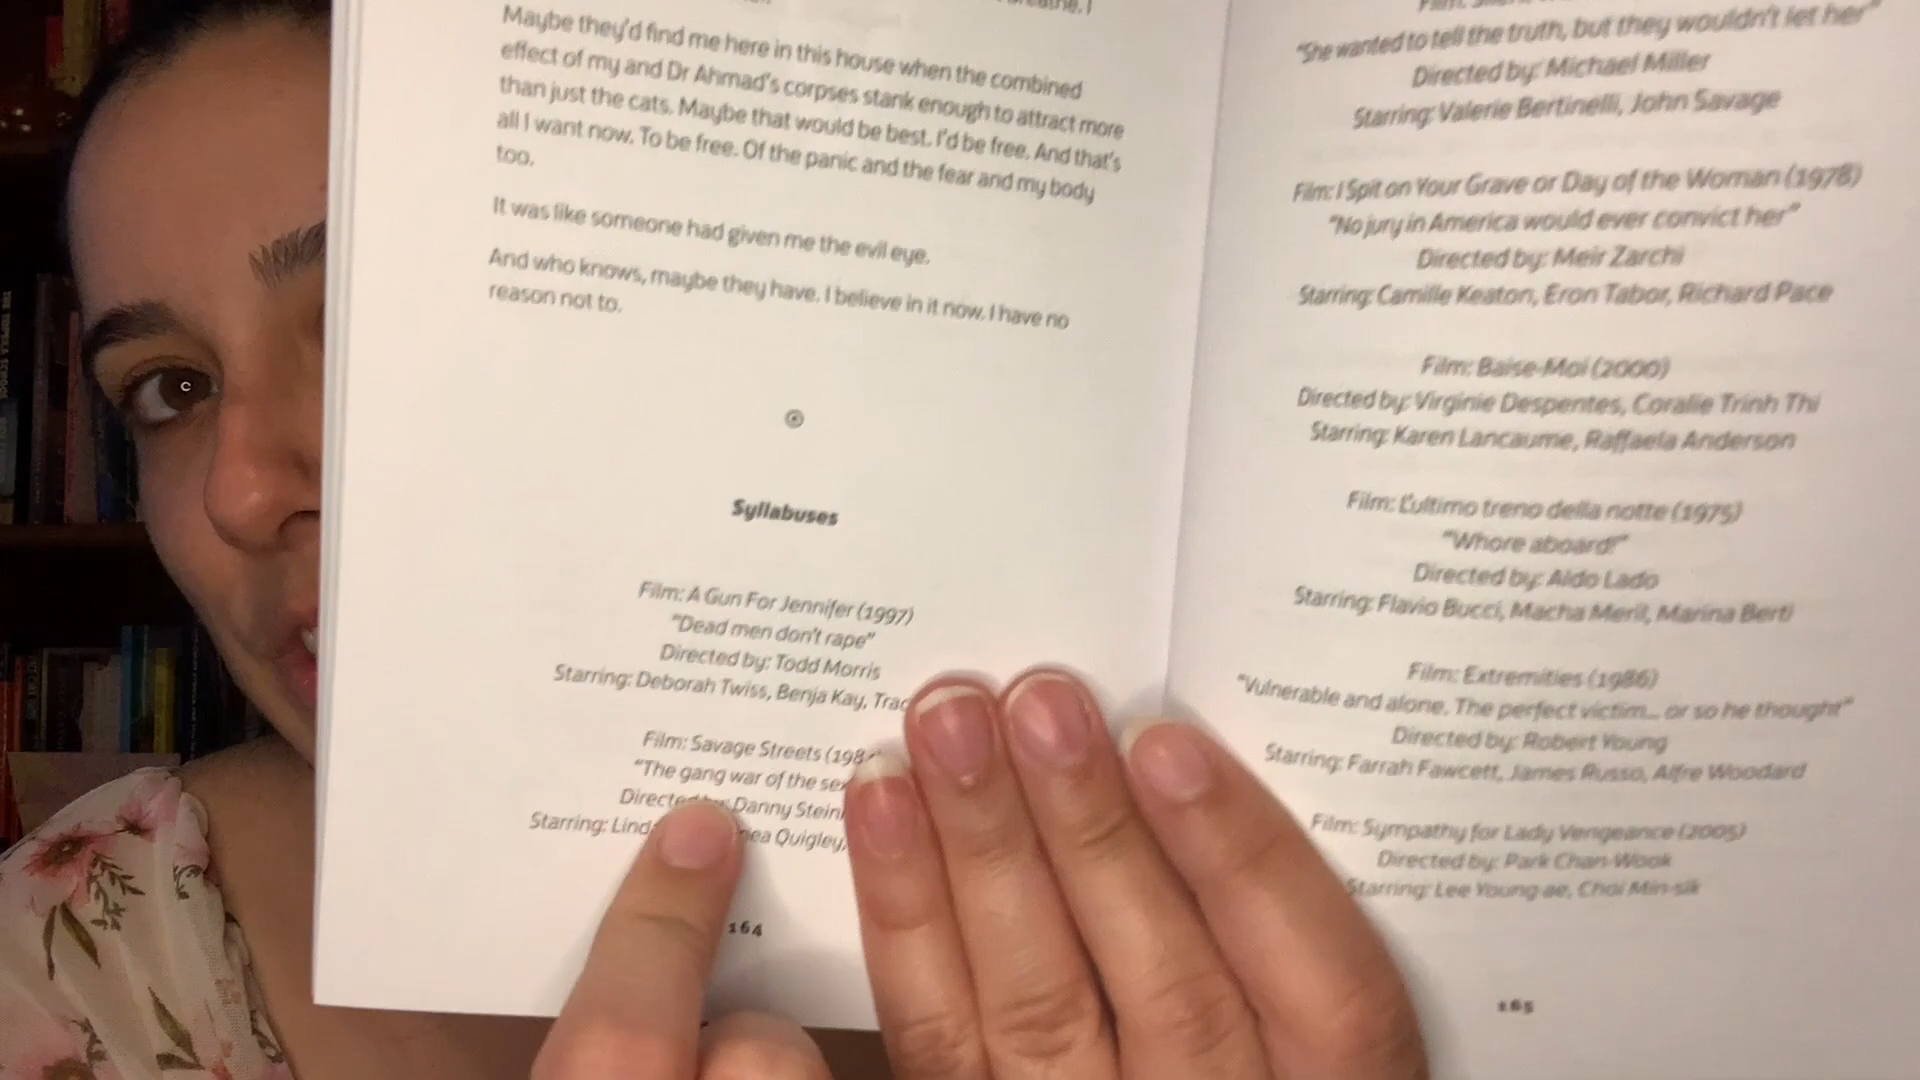 Maybe they'd find me here in this house when the combined
effect of my and Dr Ahmad's corpses stank enough to attract more
than just the cats. Maybe that would be best. I'd be free. And that's
all I want now. To be free. Of the panic and the fear and my body
too.
It was like someone had given me the evil eye.
And who knows, maybe they have. I believe in it now. I have no
reason not to.
Syllabuses
Film: A Gun For Jennifer (1997)
"Dead men don't rape"
Directed by: Todd Morris
Starring: Deborah Twiss, Benja Kay,
Film: Savage Streets
"The gang war of the
Directed by: Danny
Starring: Quigley,
164
"She wanted to tell the truth, but they wouldn't let her"
Directed by: Michael Miller
Starring: Valerie Bertinelli, John Savage
Film: I Spit on Your Grave or Day of the Woman (1978)
"No jury in America would ever convict her"
Directed by: Meir Zarchi
Starring: Camille Keaton, Eron Tabor, Richard Pace
Film: Baise-Moi (2000)
Directed by: Virginie Despentes, Coralie Trinh Thi
Starring: Karen Lancaume, Raffaela Anderson
Film: L'ultimo treno della notte (1975)
"Whore aboard!"
Directed by: Aldo Lado
Starring: Flavio Bucci, Macha Meril, Marina Berti
Film: Extremities (1986)
"Vulnerable and alone. The perfect victim... or so he thought"
Directed by: Robert Young
Starring: Farrah Fawcett, James Russo, Alfre Woodard
Film: Sympathy for Lady Vengeance (2005)
Directed by: Park Chan-Wook
Starring: Lee Young-ae, Choi Min-sik
165